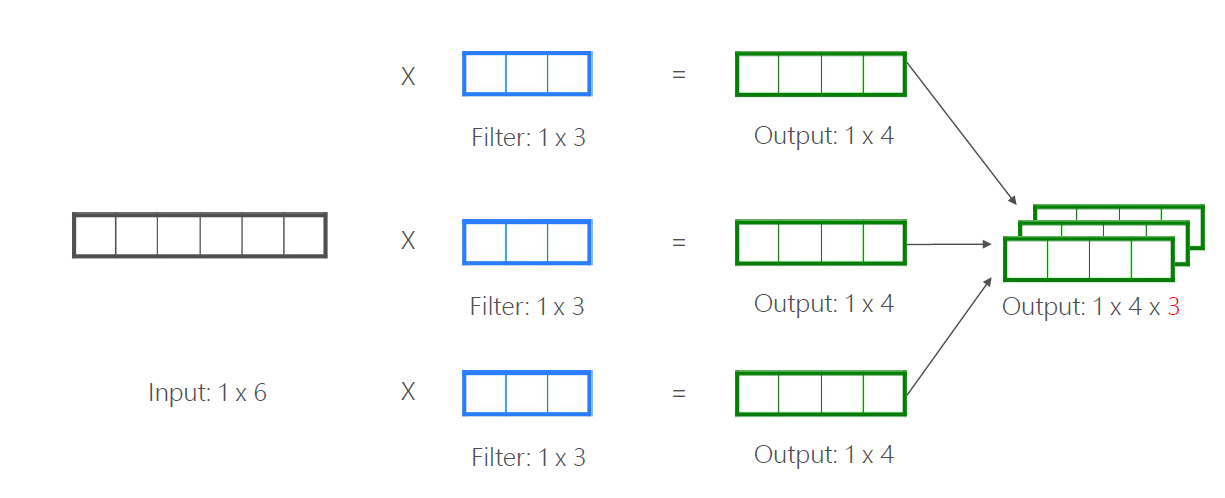 X
=
Filter: 1 x 3
Output: 1 x 4
X
=
Filter: 1 x 3
Output: 1 x 4
Output: 1 x 4 x 3
Input: 1 x 6
X
=
Filter: 1 x 3
Output: 1 x 4